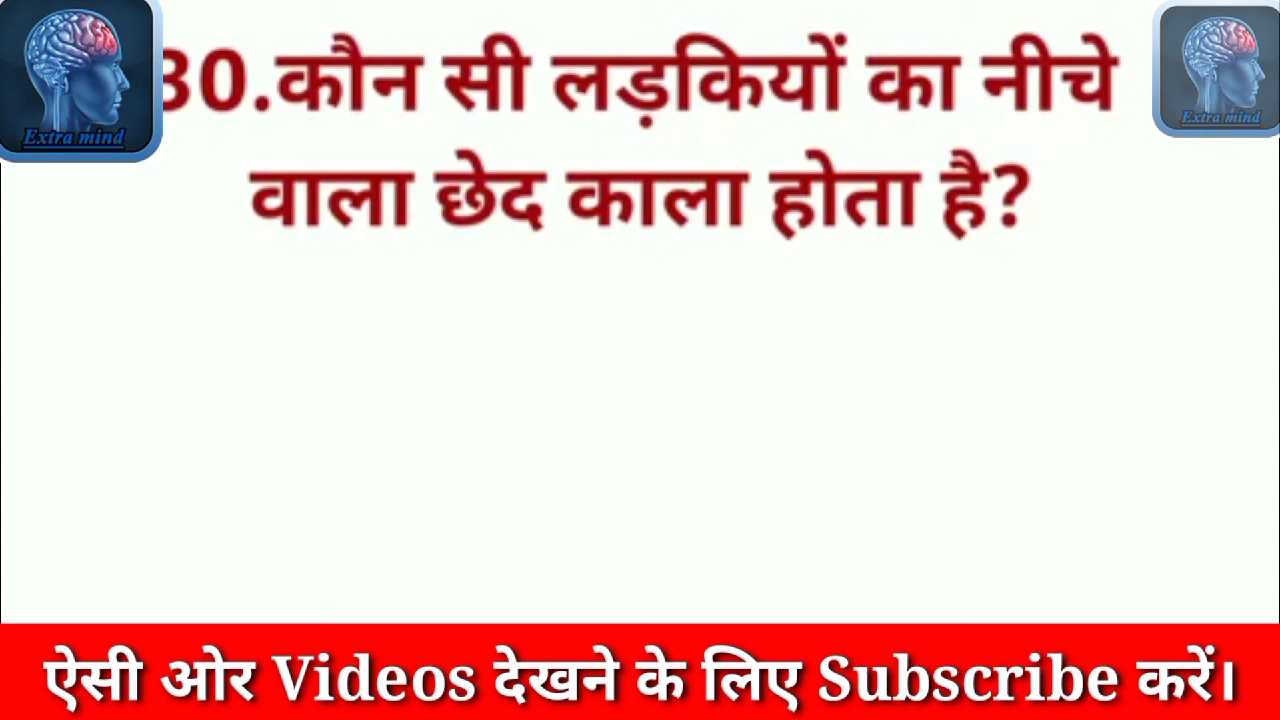 Extra mind
30.कौन सी लड़कियों का नीचे
वाला छेद काला होता है?
Extra mind
ऐसी ओर Videos देखने के लिए Subscribe करें।